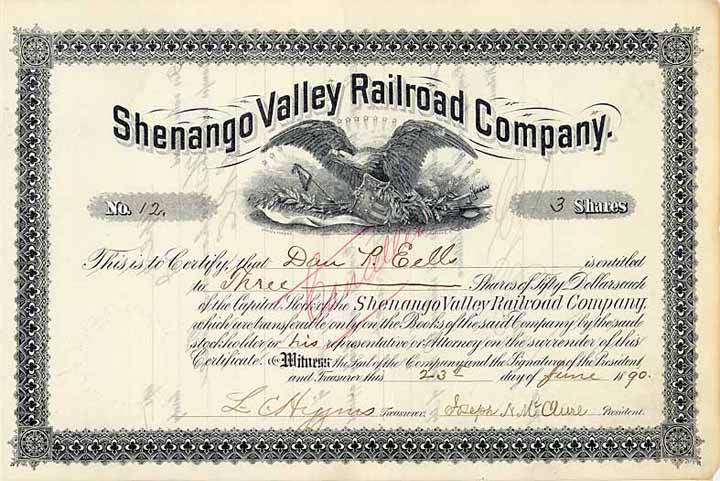 Shenango Valley Railroad Company.
No. 12.
3 Shares
This is to Certify, that Dan P. Eells is entitled
to Three Shares of fifty Dollars each
of the Capital Stock of the Shenango Valley Railroad Company
which are transferable only on the Books of the said Company by the said
stockholder or his representative or Attorney on the surrender of this
Certificate. Witness the Seal of the Company and the Signatures of the President
and Treasurer this 23d day of June 1890.
L C Higgins Treasurer. Joseph N. McClure President.
Cancelled